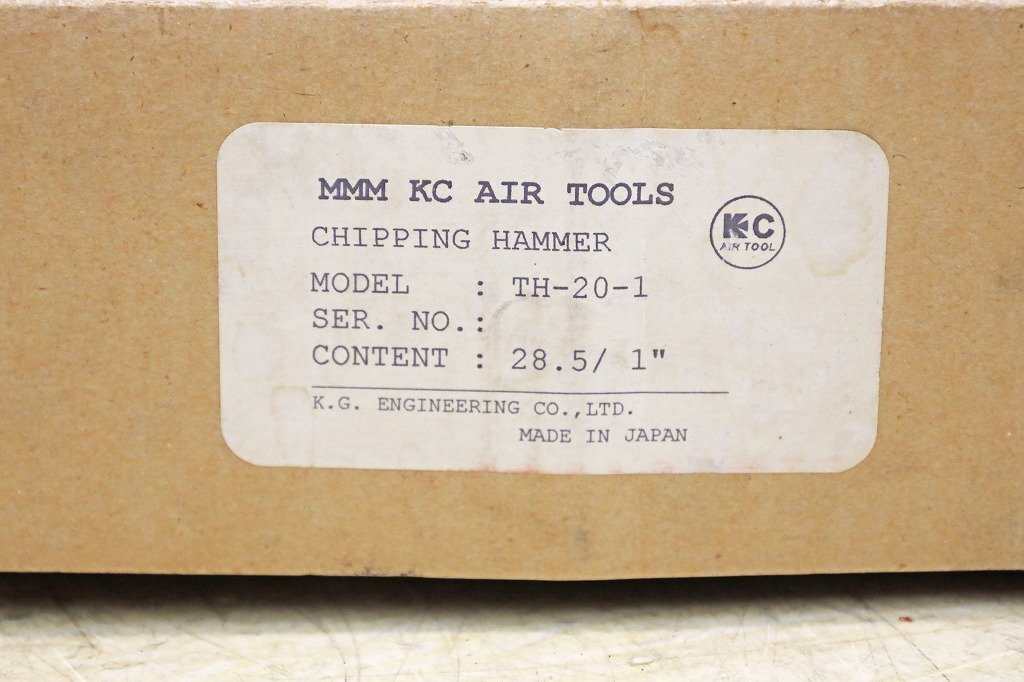 MMM KC AIR TOOLS
KC
AIR TOOL
CHIPPING HAMMER
MODEL : TH-20-1
SER. NO.:
CONTENT : 28.5/ 1"
K.G. ENGINEERING CO.,LTD.
MADE IN JAPAN